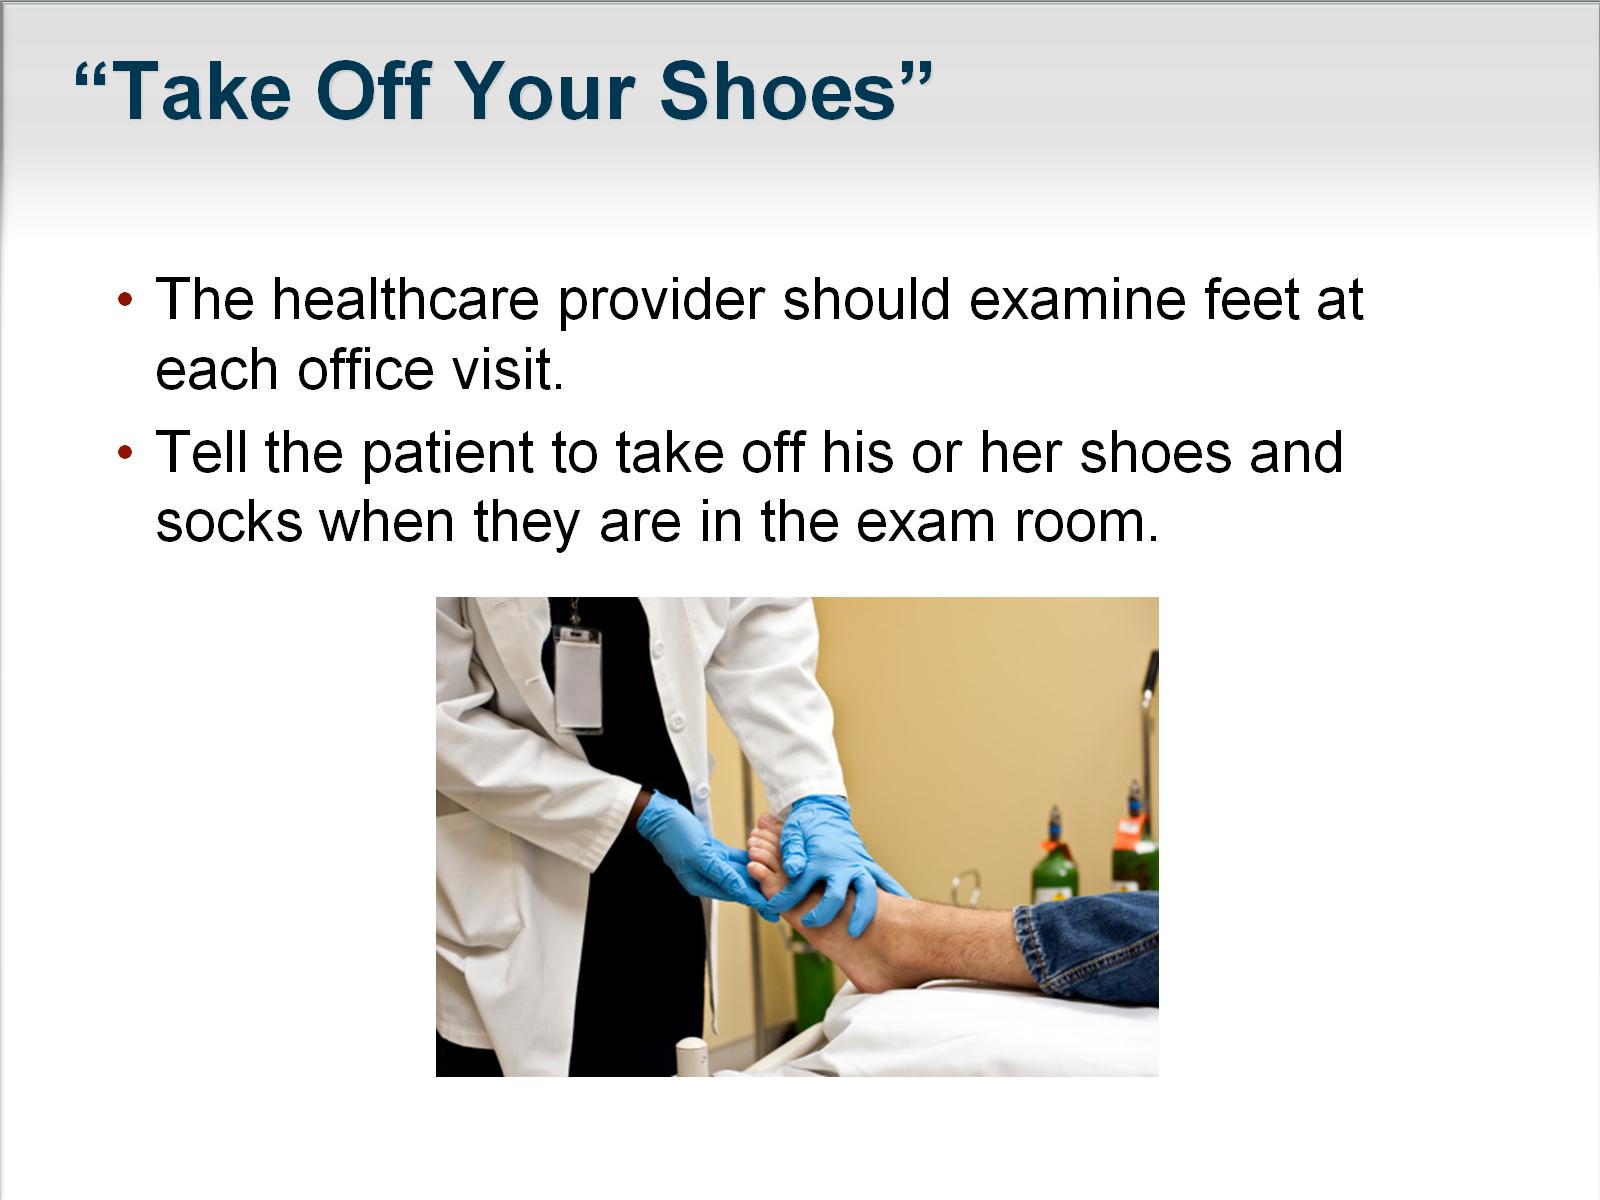 “Take Off Your Shoes”
• The healthcare provider should examine feet at
each office visit.
• Tell the patient to take off his or her shoes and
socks when they are in the exam room.